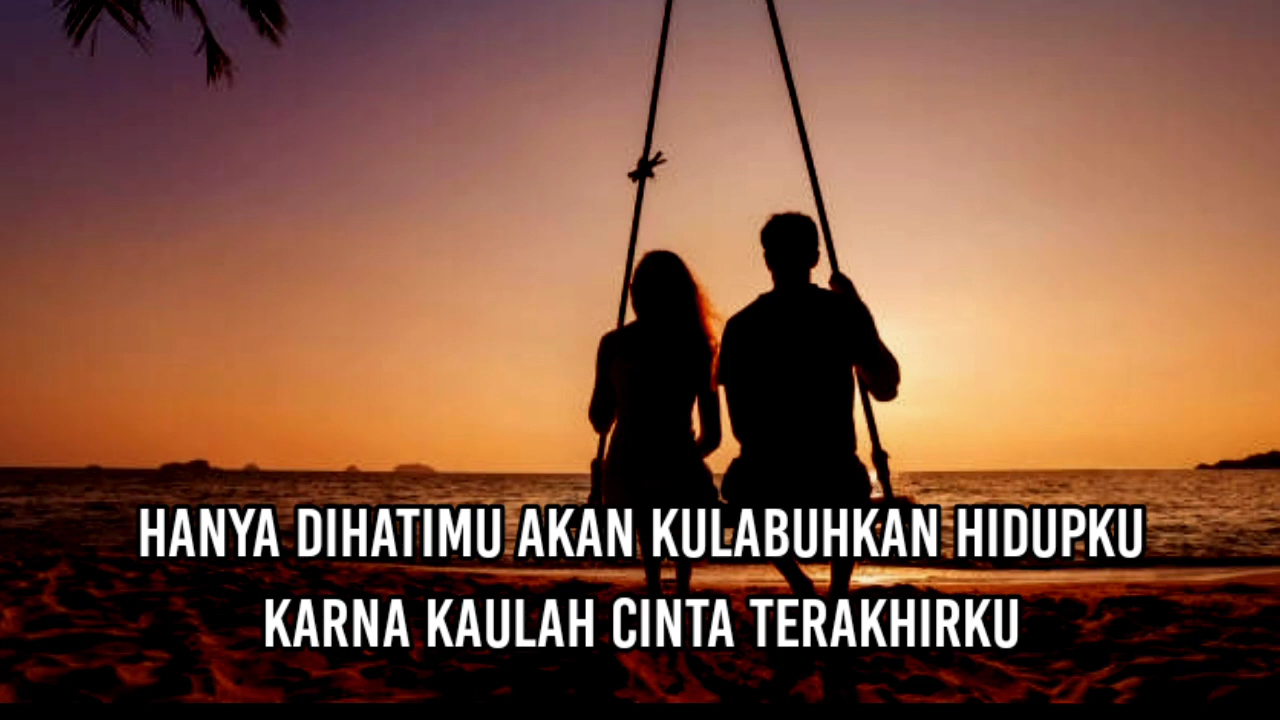 HANYA DIHATIMU AKAN KULABUHKAN HIDUPKU
KARNA KAULAH CINTA TERAKHIRKU